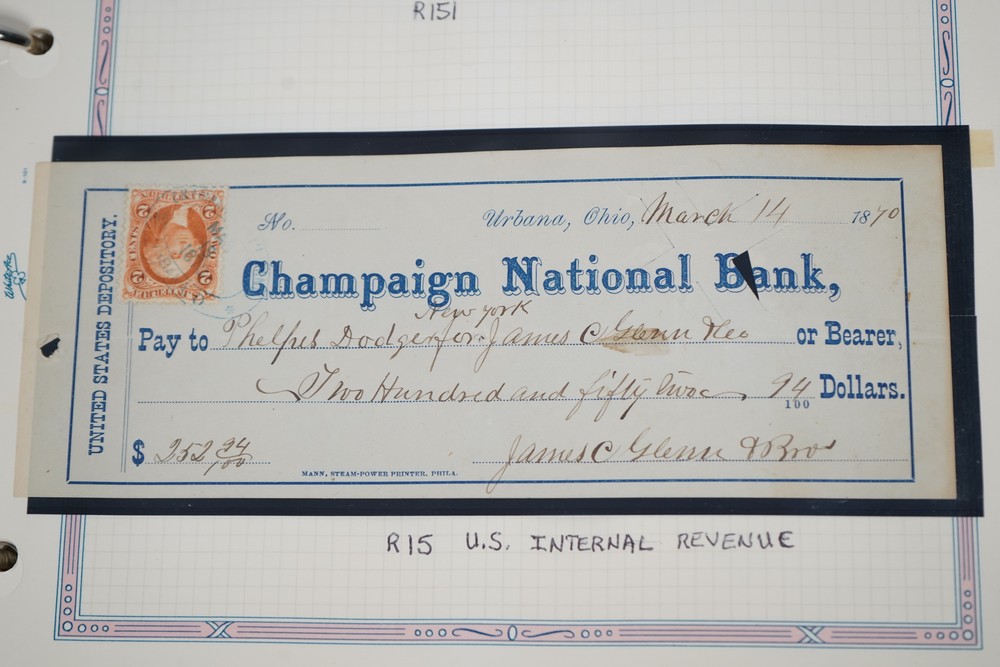 R151
UNITED STATES DEPOSITORY.
No.
Urbana, Ohio, March 14 1870
Champaign National Bank,
New york
Pay to Phelps Dodge for James C Glenn & or Bearer,
Two Hundred and fifty two 94/100 Dollars.
$ 252 94/100
James C Glenn & Bros
MANN, STEAM-POWER PRINTER, PHILA.
R15 U.S. INTERNAL REVENUE